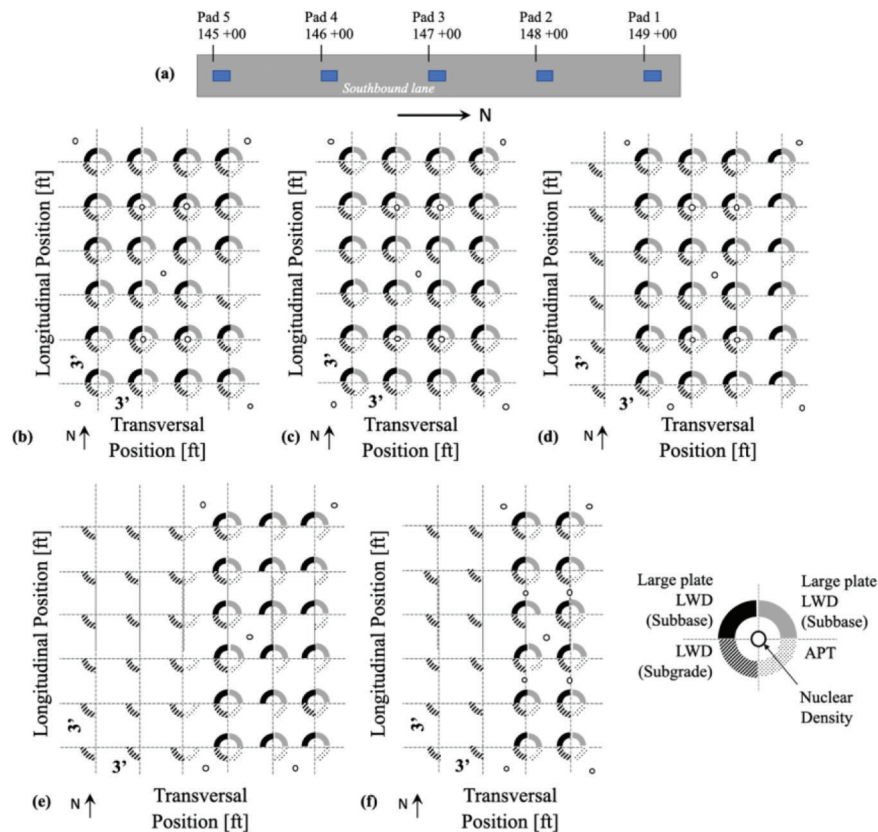 Pad 5 Pad 4 Pad 3 Pad 2 Pad 1
145 +00 146 +00 147 +00 148 +00 149 +00
(a)
Southbound lane
N
Longitudinal Position [ft]
3'
3'
Transversal
Position [ft]
(b)
N
Longitudinal Position [ft]
3'
3'
Transversal
Position [ft]
(c)
N
Longitudinal Position [ft]
3'
3'
Transversal
Position [ft]
(d)
N
Longitudinal Position [ft]
3'
3'
Transversal
Position [ft]
(e)
N
Longitudinal Position [ft]
3'
3'
Transversal
Position [ft]
(f)
N
Large plate
LWD
(Subbase)
Large plate
LWD
(Subbase)
LWD
(Subgrade)
APT
Nuclear
Density